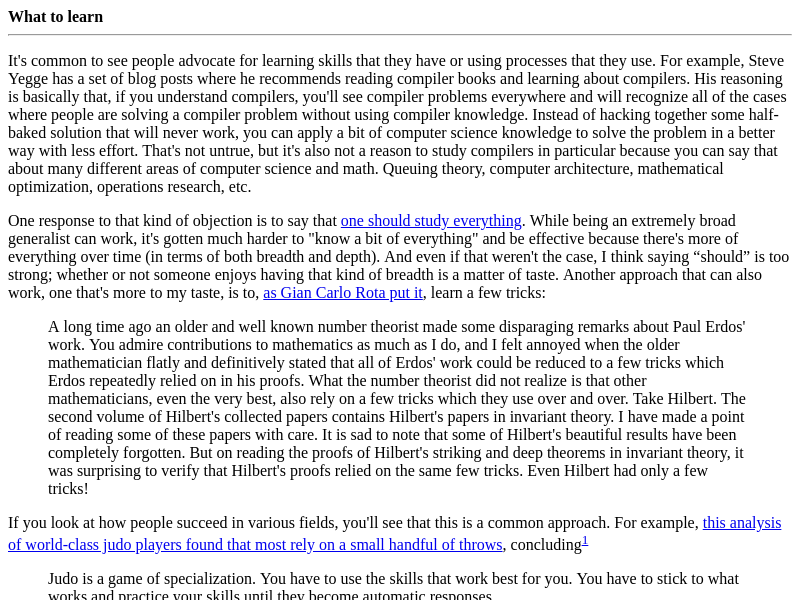 What to learn
It's common to see people advocate for learning skills that they have or using processes that they use. For example, Steve
Yegge has a set of blog posts where he recommends reading compiler books and learning about compilers. His reasoning
is basically that, if you understand compilers, you'll see compiler problems everywhere and will recognize all of the cases
where people are solving a compiler problem without using compiler knowledge. Instead of hacking together some half-
baked solution that will never work, you can apply a bit of computer science knowledge to solve the problem in a better
way with less effort. That's not untrue, but it's also not a reason to study compilers in particular because you can say that
about many different areas of computer science and math. Queuing theory, computer architecture, mathematical
optimization, operations research, etc.
One response to that kind of objection is to say that one should study everything. While being an extremely broad
generalist can work, it's gotten much harder to "know a bit of everything" and be effective because there's more of
everything over time (in terms of both breadth and depth). And even if that weren't the case, I think saying “should” is too
strong; whether or not someone enjoys having that kind of breadth is a matter of taste. Another approach that can also
work, one that's more to my taste, is to, as Gian Carlo Rota put it, learn a few tricks:
A long time ago an older and well known number theorist made some disparaging remarks about Paul Erdos'
work. You admire contributions to mathematics as much as I do, and I felt annoyed when the older
mathematician flatly and definitively stated that all of Erdos' work could be reduced to a few tricks which
Erdos repeatedly relied on in his proofs. What the number theorist did not realize is that other
mathematicians, even the very best, also rely on a few tricks which they use over and over. Take Hilbert. The
second volume of Hilbert's collected papers contains Hilbert's papers in invariant theory. I have made a point
of reading some of these papers with care. It is sad to note that some of Hilbert's beautiful results have been
completely forgotten. But on reading the proofs of Hilbert's striking and deep theorems in invariant theory, it
was surprising to verify that Hilbert's proofs relied on the same few tricks. Even Hilbert had only a few
tricks!
If you look at how people succeed in various fields, you'll see that this is a common approach. For example, this analysis
of world-class judo players found that most rely on a small handful of throws, concluding1
Judo is a game of specialization. You have to use the skills that work best for you. You have to stick to what
works and practice your skills until they become automatic responses.